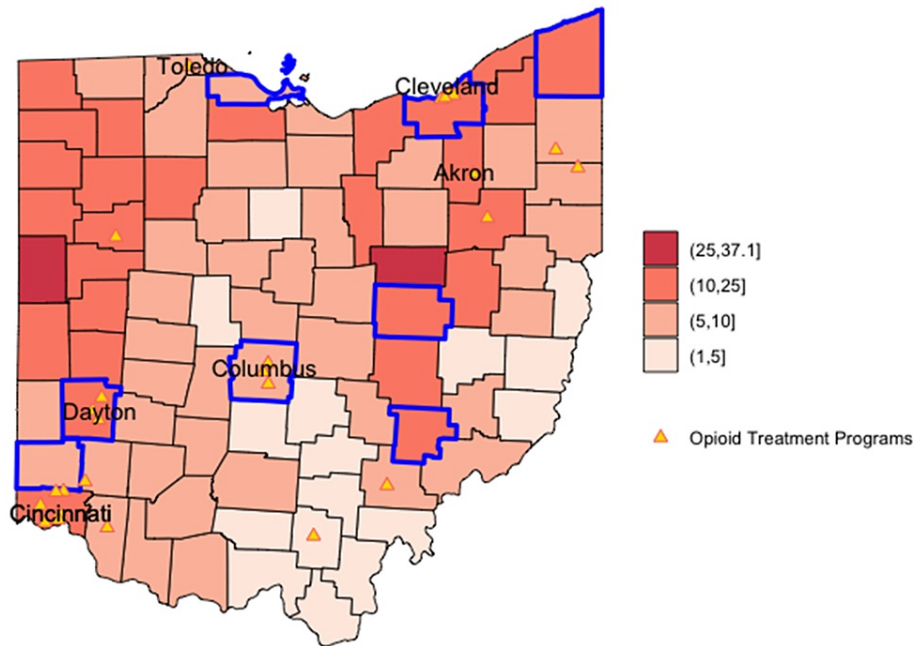 Toledo
Cleveland
Akron
(25,37.1]
(10,25]
(5,10]
(1,5]
Columbus
Dayton
Opioid Treatment Programs
Cincinnati